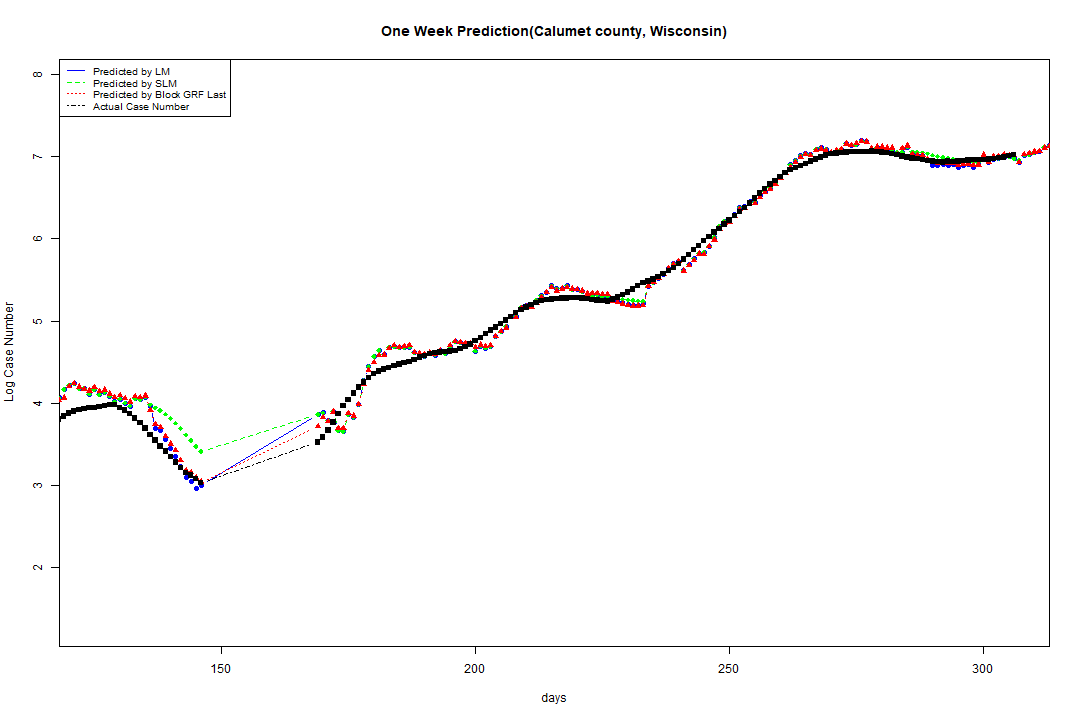 One Week Prediction(Calumet county, Wisconsin)
Predicted by LM
Predicted by SLM
Predicted by Block GRF Last
Actual Case Number
8
7
6
5
4
3
2
Log Case Number
150 200 250 300
days